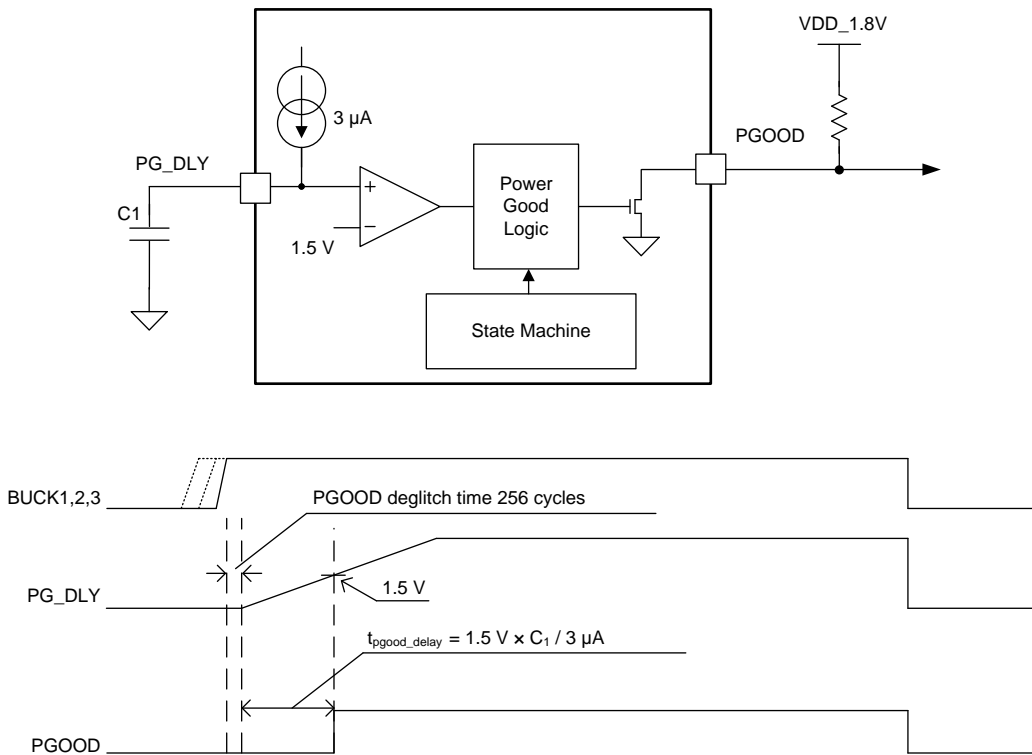 VDD_1.8V
3 µA
PGOOD
PG_DLY
+
Power
Good
Logic
C1
−
1.5 V
State Machine
BUCK1,2,3
PGOOD deglitch time 256 cycles
PG_DLY
1.5 V
tpgood_delay = 1.5 V × C1 / 3 µA
PGOOD